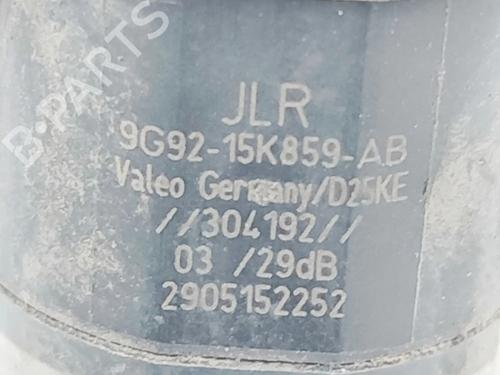 B-PARTS
JLR
9G92-15K859-AB
Valeo Germany/D25KE
//304192//
03 /29dB
2905152252